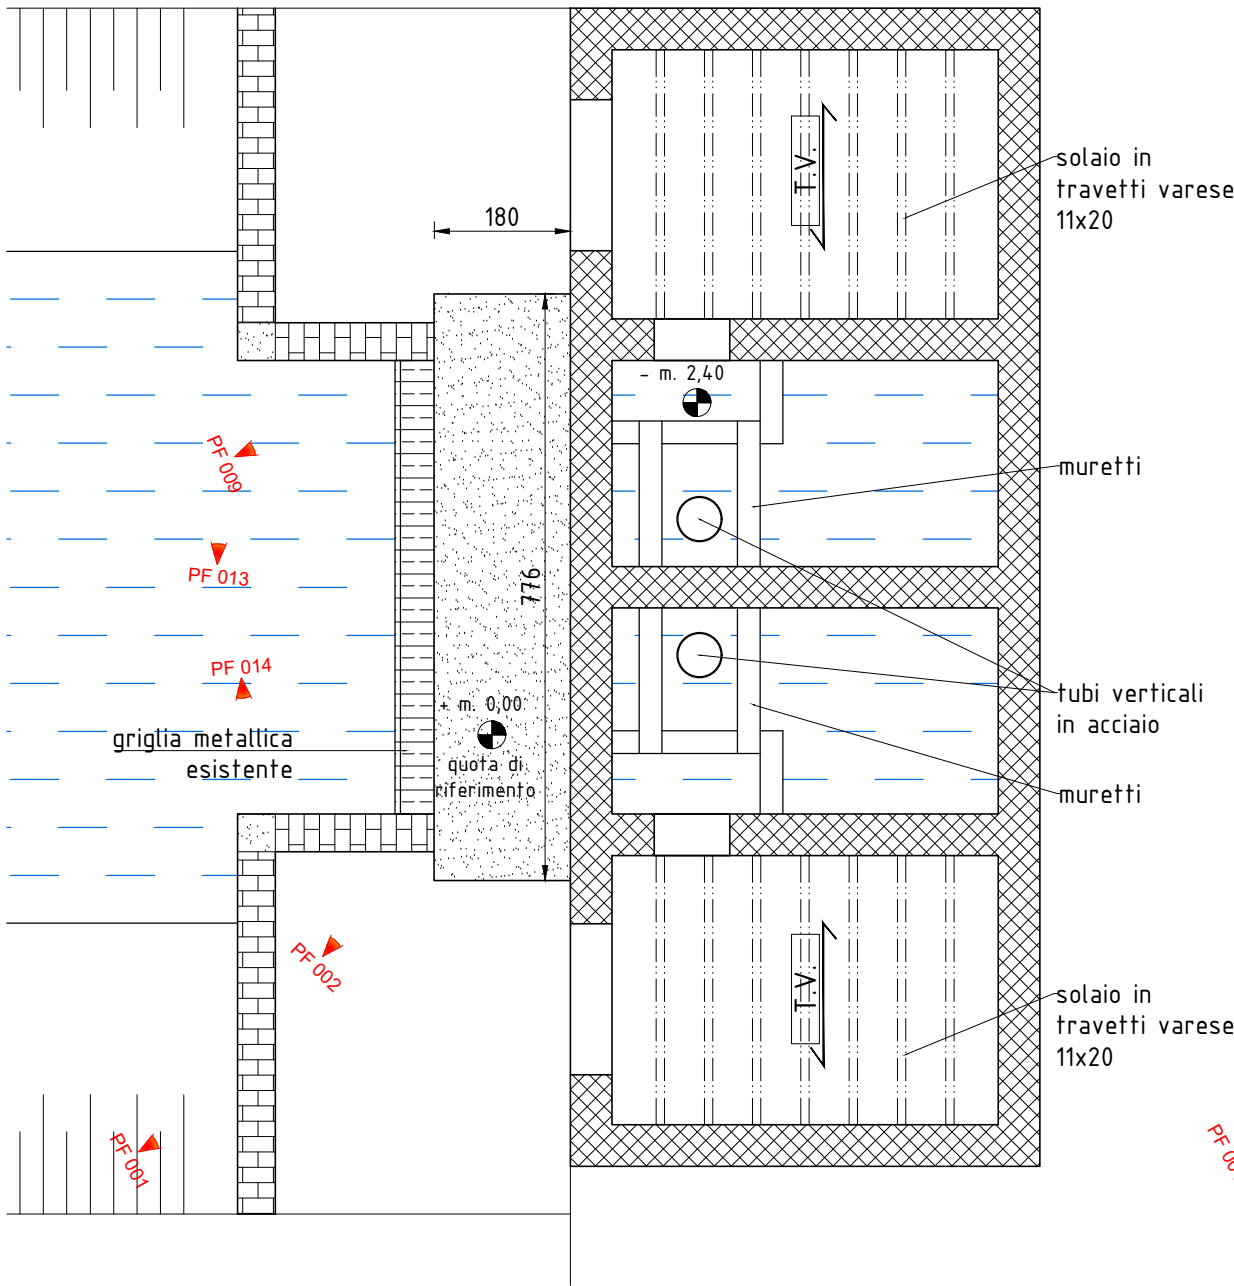 T.V.
solaio in
travetti varese
11x20
180
- m. 2,40
PF 009
muretti
PF 013
776
PF 014
+ m. 0,00
tubi verticali
in acciaio
griglia metallica
esistente
quota di
riferimento
muretti
PF 002
T.V.
solaio in
travetti varese
11x20
PF 001